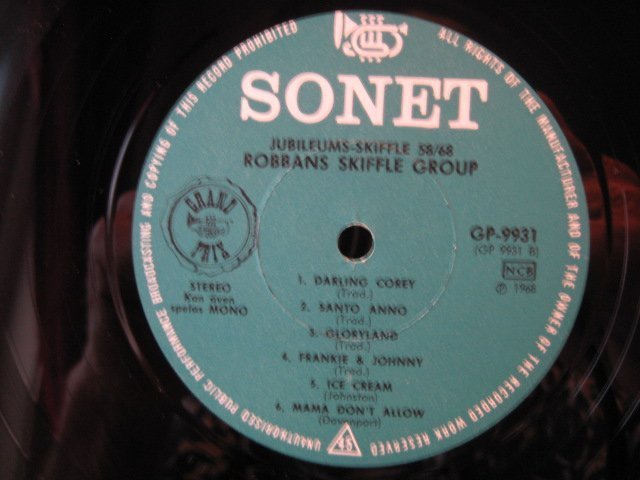 SONET
JUBILEUMS-SKIFFLE 58/68
ROBBANS SKIFFLE GROUP
GRAND
PRIX
STEREO
Kan även
spelas MONO
GP-9931
(GP 9931 B)
NCB
Ⓟ 1968
1. DARLING COREY
(Trad.)
2. SANTO ANNO
(Trad.)
3. GLORYLAND
(Trad.)
4. FRANKIE & JOHNNY
(Trad.)
5. ICE CREAM
(Johnston)
6. MAMA DON'T ALLOW
(Davenport)
ALL RIGHTS OF THE MANUFACTURER AND OF THE OWNER OF THE RECORDED WORK RESERVED
UNAUTHORISED PUBLIC PERFORMANCE BROADCASTING AND COPYING OF THIS RECORD PROHIBITED